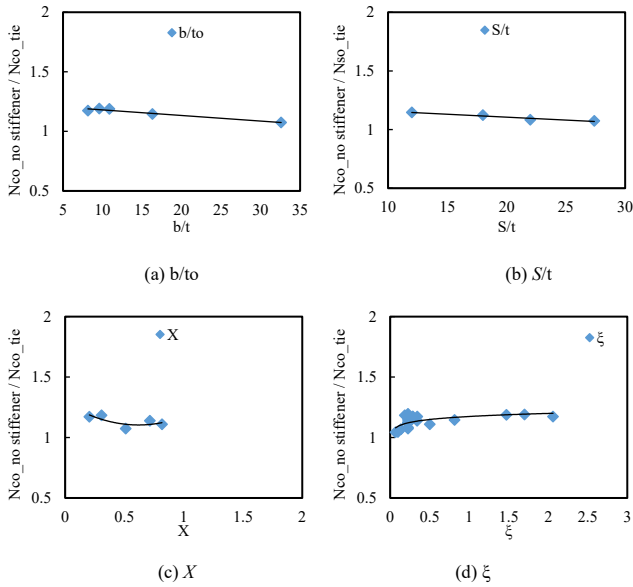 Nco_no stiffener / Nco_tie
2
1.5
1
0.5
b/to
5 10 15 20 25 30 35
b/t
(a) b/to
Nco_no stiffener / Nso_tie
2
1.5
1
0.5
S/t
10 15 20 25 30
S/t
(b) S/t
Nco_no stiffener / Nco_tie
2
1.5
1
0.5
X
0 0.5 1 1.5 2
X
(c) X
Nco_no stiffener / Nco_tie
2
1.5
1
0.5
ξ
0 0.5 1 1.5 2 2.5 3
ξ
(d) ξ